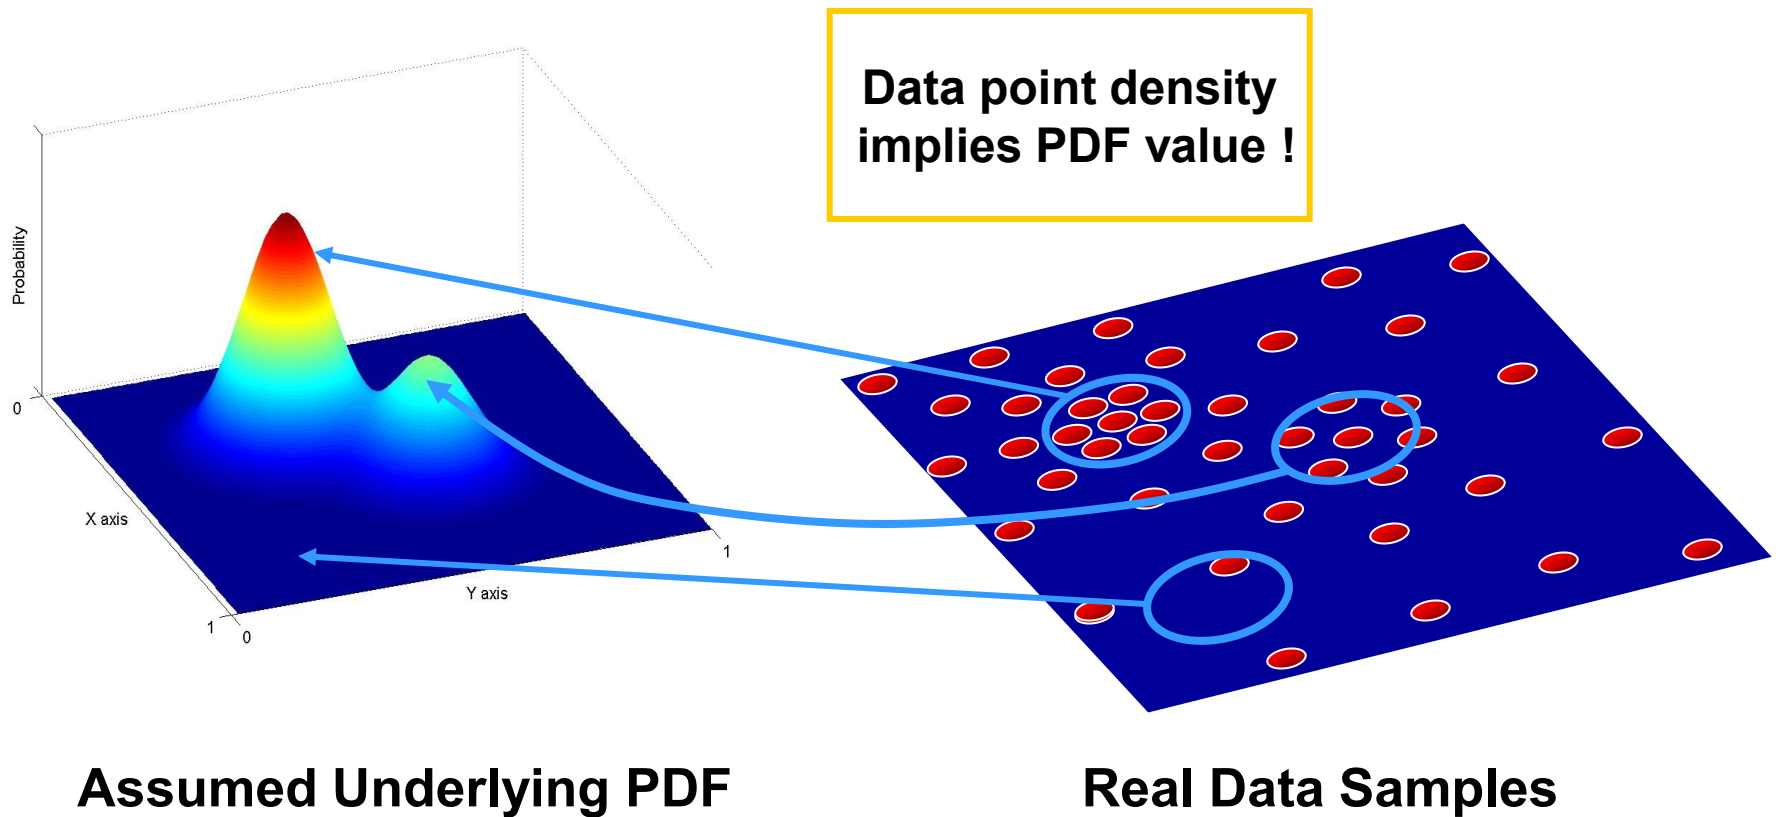 Data point density
implies PDF value !
Probability
0
X axis
1
0
Y axis
1
Assumed Underlying PDF
Real Data Samples